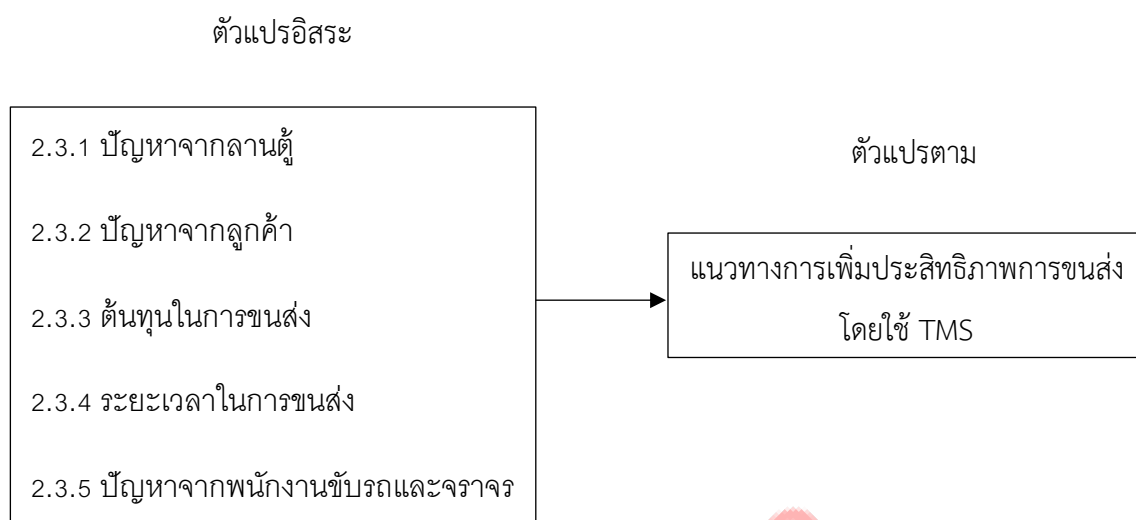 ตัวแปรอิสระ
2.3.1 ปัญหาจากลานตู้
2.3.2 ปัญหาจากลูกค้า
2.3.3 ต้นทุนในการขนส่ง
2.3.4 ระยะเวลาในการขนส่ง
2.3.5 ปัญหาจากพนักงานขับรถและจราจร
ตัวแปรตาม
แนวทางการเพิ่มประสิทธิภาพการขนส่ง
โดยใช้ TMS